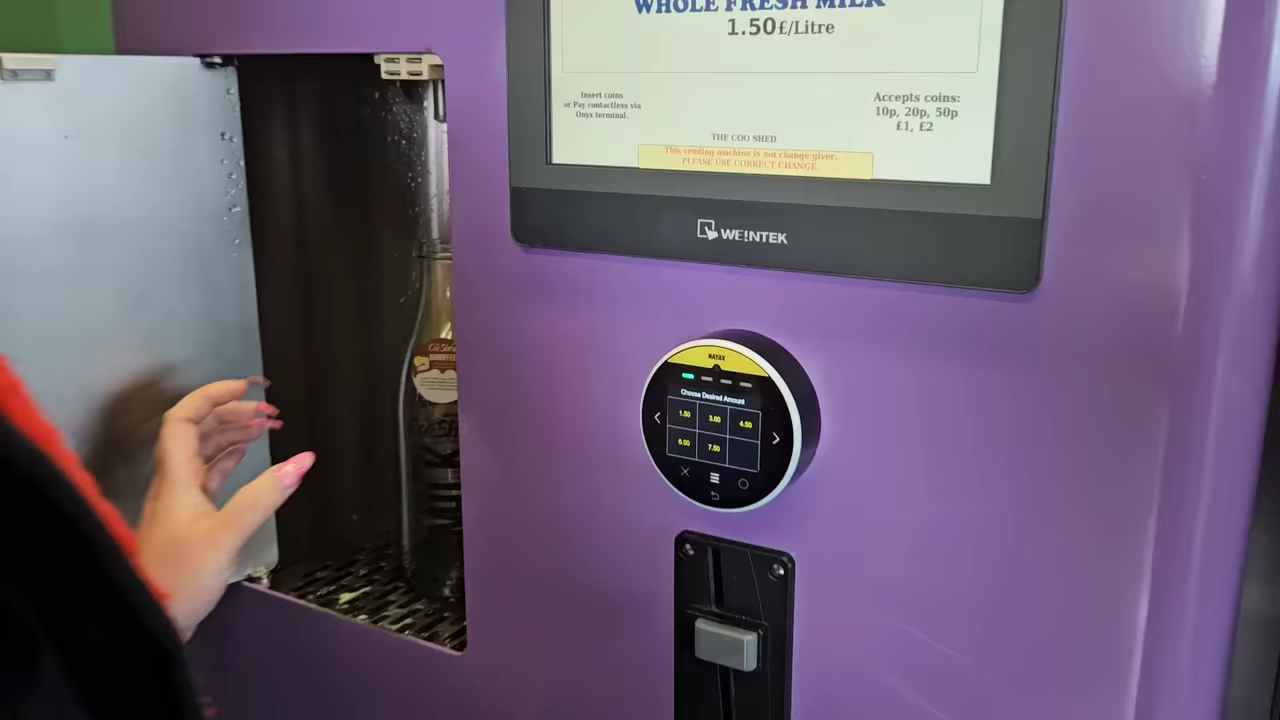 WHOLE FRESH MILK
1.50£/Litre
Insert coins
or Pay contactless via
Onyx terminal.
Accepts coins:
10p, 20p, 50p
£1, £2
THE COO SHED
This vending machine is not change giver.
PLEASE USE CORRECT CHANGE.
WE!NTEK
NAYAX
Choose Desired Amount
1.50 3.00 4.50
6.00 7.50